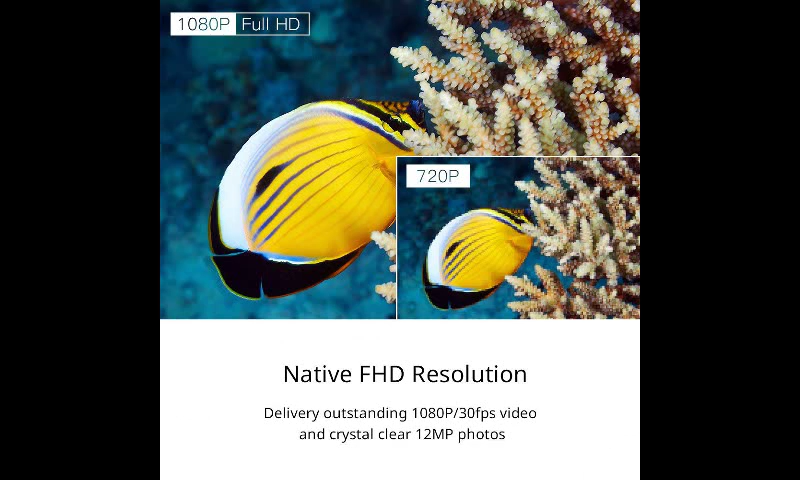 1080P Full HD
720P
Native FHD Resolution
Delivery outstanding 1080P/30fps video
and crystal clear 12MP photos